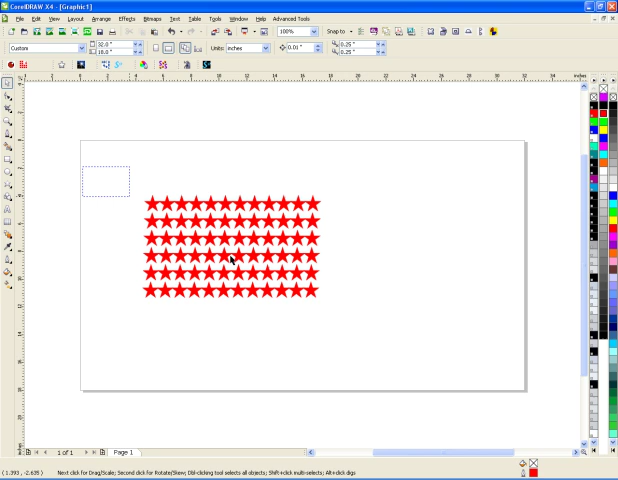 CorelDRAW X4 - [Graphic1]
File Edit View Layout Arrange Effects Bitmaps Text Table Tools Window Help Advanced Tools
100% Snap to
Custom 32.0 " 18.0 " Units: inches 0.01 " 0.25 " 0.25 "
inches
1 of 1 Page 1
( 1.393 , -2.635 ) Next click for Drag/Scale; Second click for Rotate/Skew; Dbl-clicking tool selects all objects; Shift+click multi-selects; Alt+click digs